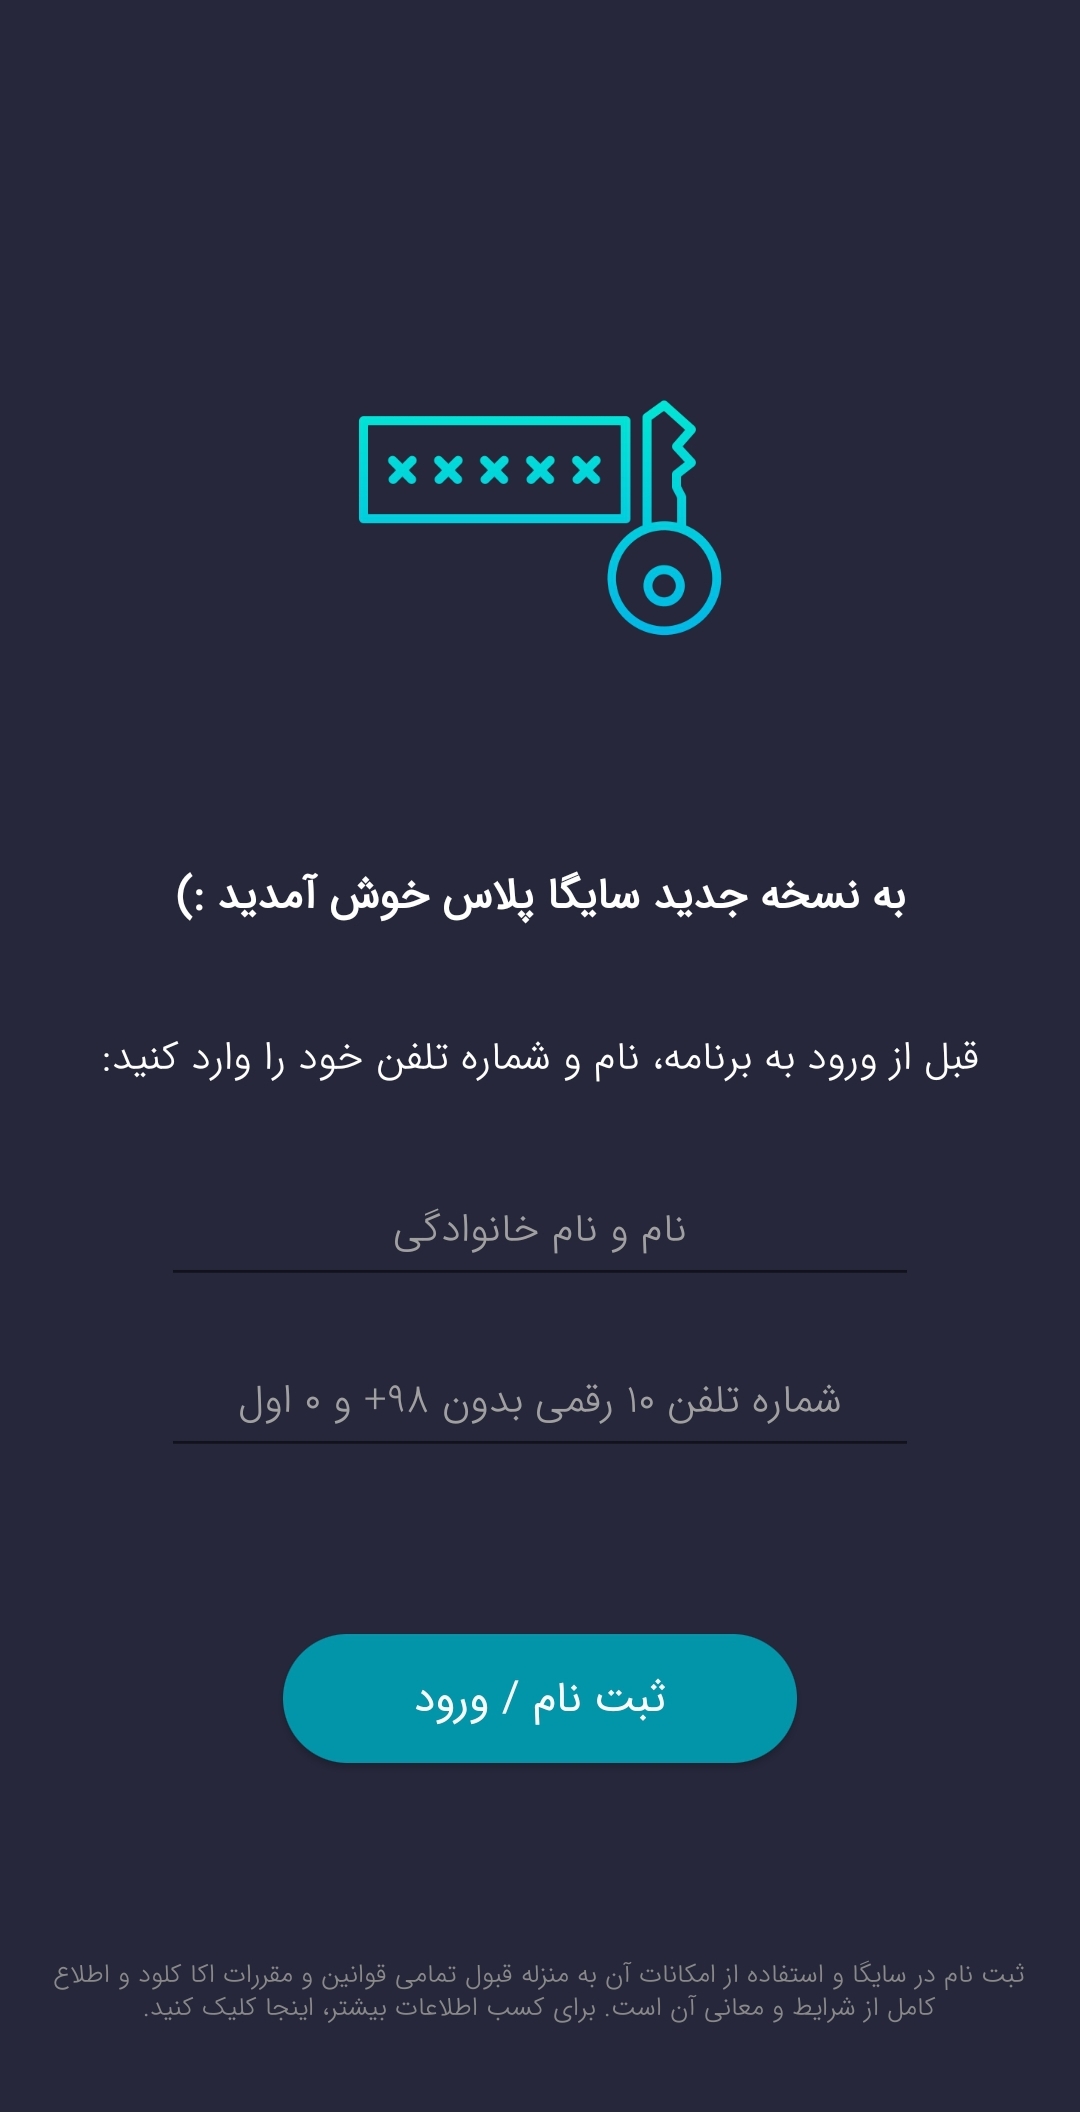 به نسخه جدید سایگا پلاس خوش آمدید :)
قبل از ورود به برنامه، نام و شماره تلفن خود را وارد کنید:
نام و نام خانوادگی
شماره تلفن ۱۰ رقمی بدون ۹۸+ و ۰ اول
ثبت نام / ورود
ثبت نام در سایگا و استفاده از امکانات آن به منزله قبول تمامی قوانین و مقررات اکا کلود و اطلاع
کامل از شرایط و معانی آن است. برای کسب اطلاعات بیشتر، اینجا کلیک کنید.